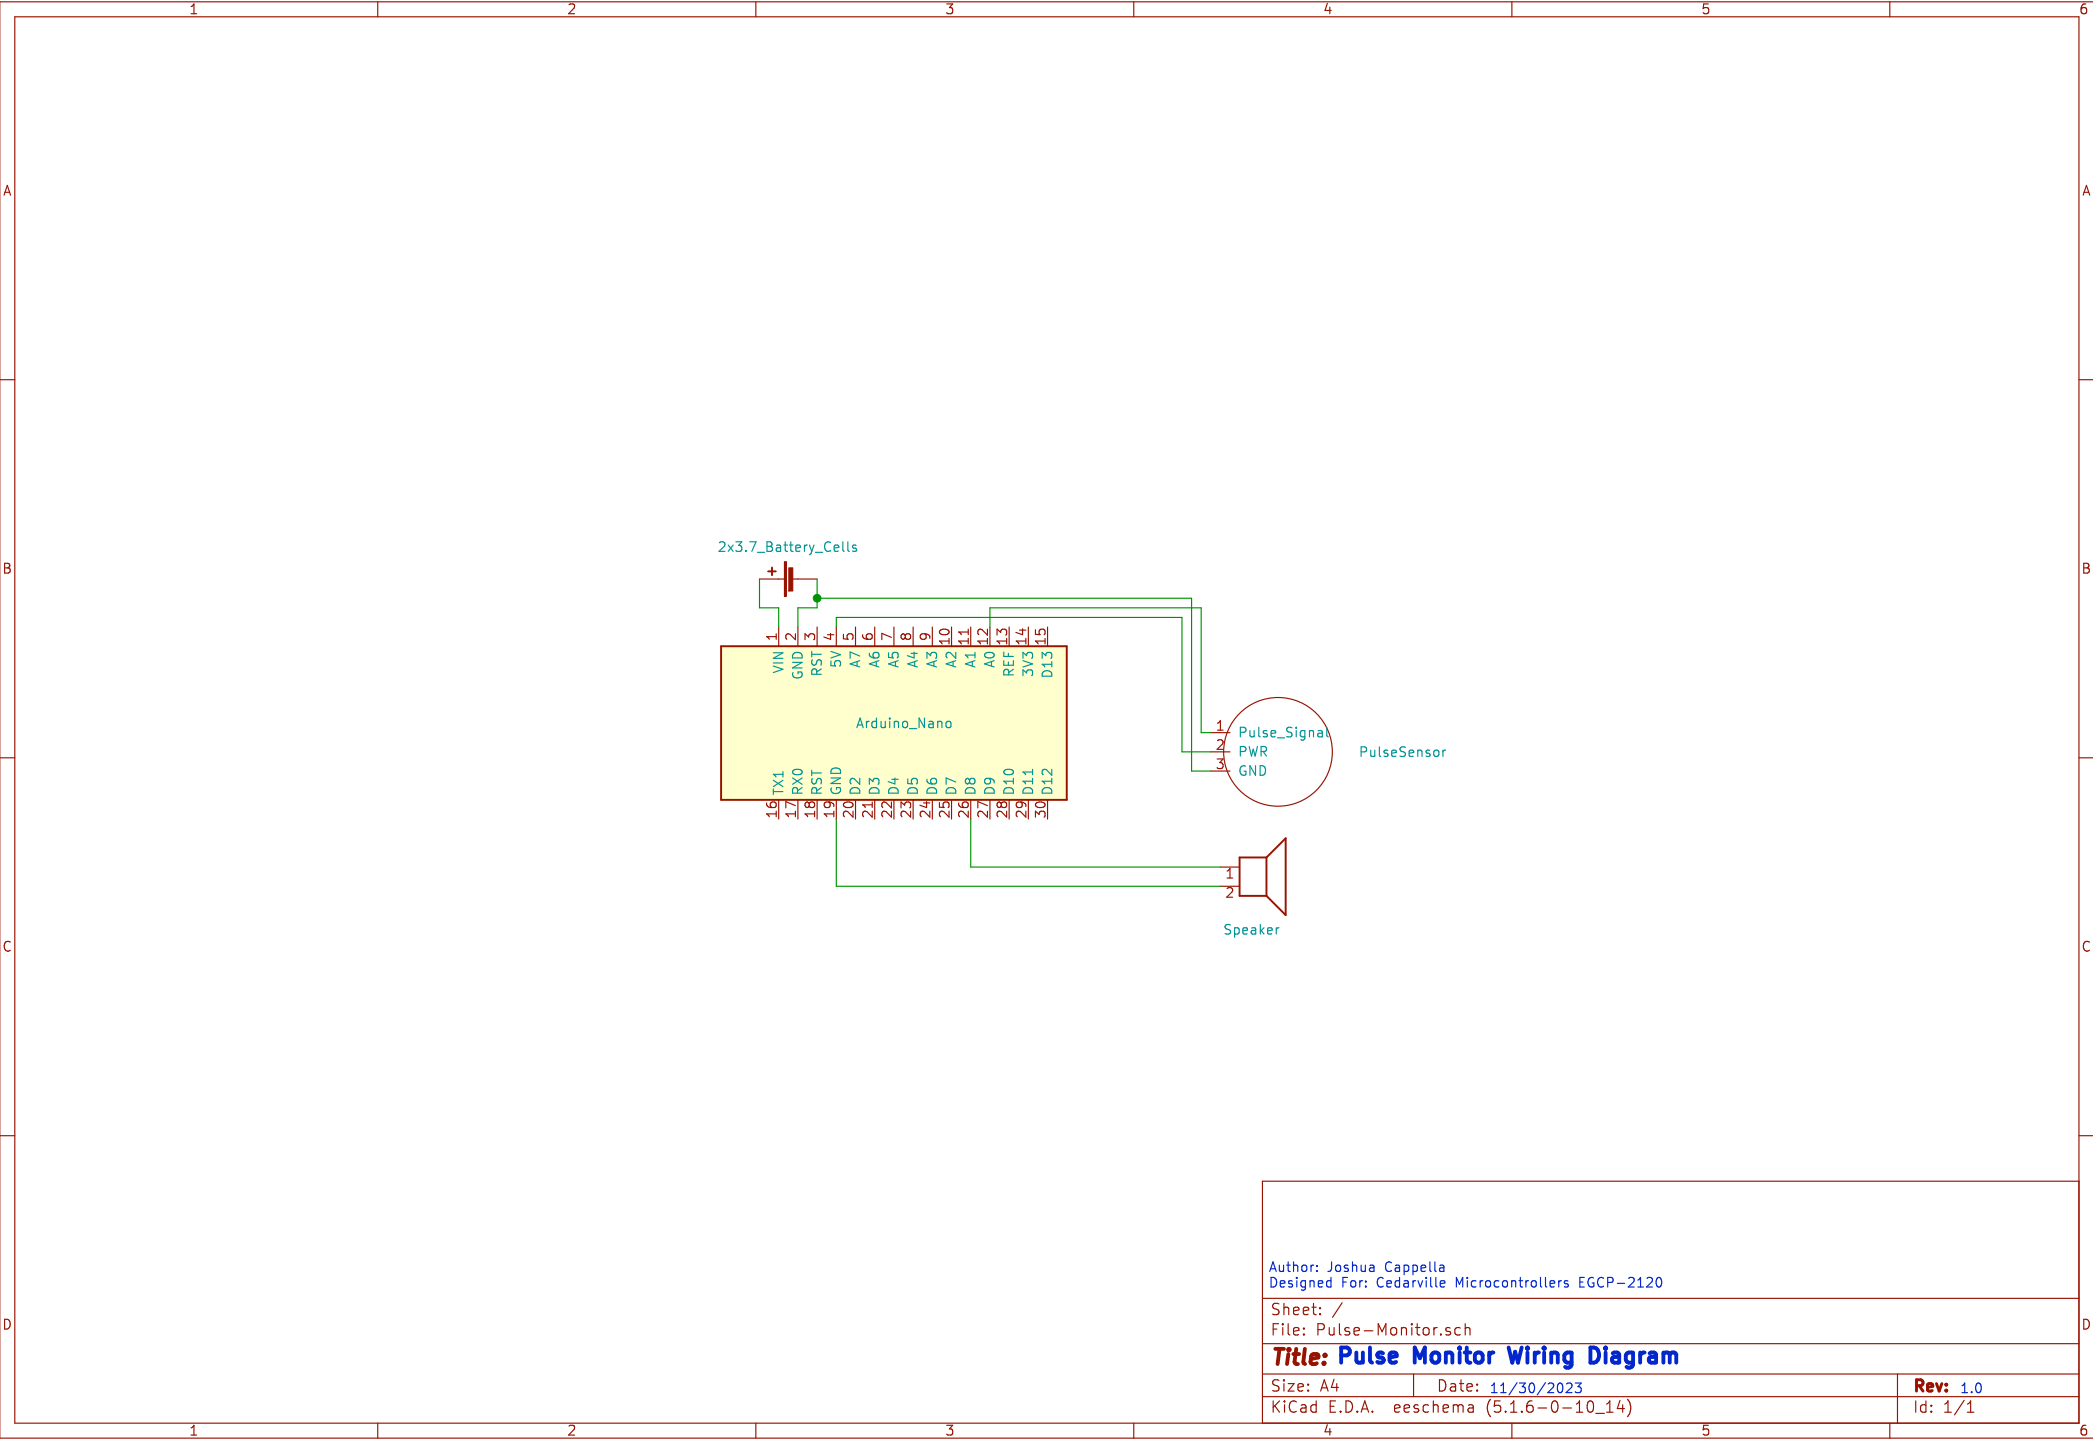 1 2 3 4 5 6
A A
B B
C C
D D
2x3.7_Battery_Cells
+
1 2 3 4 5 6 7 8 9 10 11 12 13 14 15
VIN GND RST 5V A7 A6 A5 A4 A3 A2 A1 A0 REF 3V3 D13
Arduino_Nano
TX1 RX0 RST GND D2 D3 D4 D5 D6 D7 D8 D9 D10 D11 D12
16 17 18 19 20 21 22 23 24 25 26 27 28 29 30
1 Pulse_Signal
2 PWR
3 GND
PulseSensor
1
2
Speaker
Author: Joshua Cappella
Designed For: Cedarville Microcontrollers EGCP-2120
Sheet: /
File: Pulse-Monitor.sch
Title: Pulse Monitor Wiring Diagram
Size: A4 Date: 11/30/2023 Rev: 1.0
KiCad E.D.A. eeschema (5.1.6-0-10_14) Id: 1/1
1 2 3 4 5 6